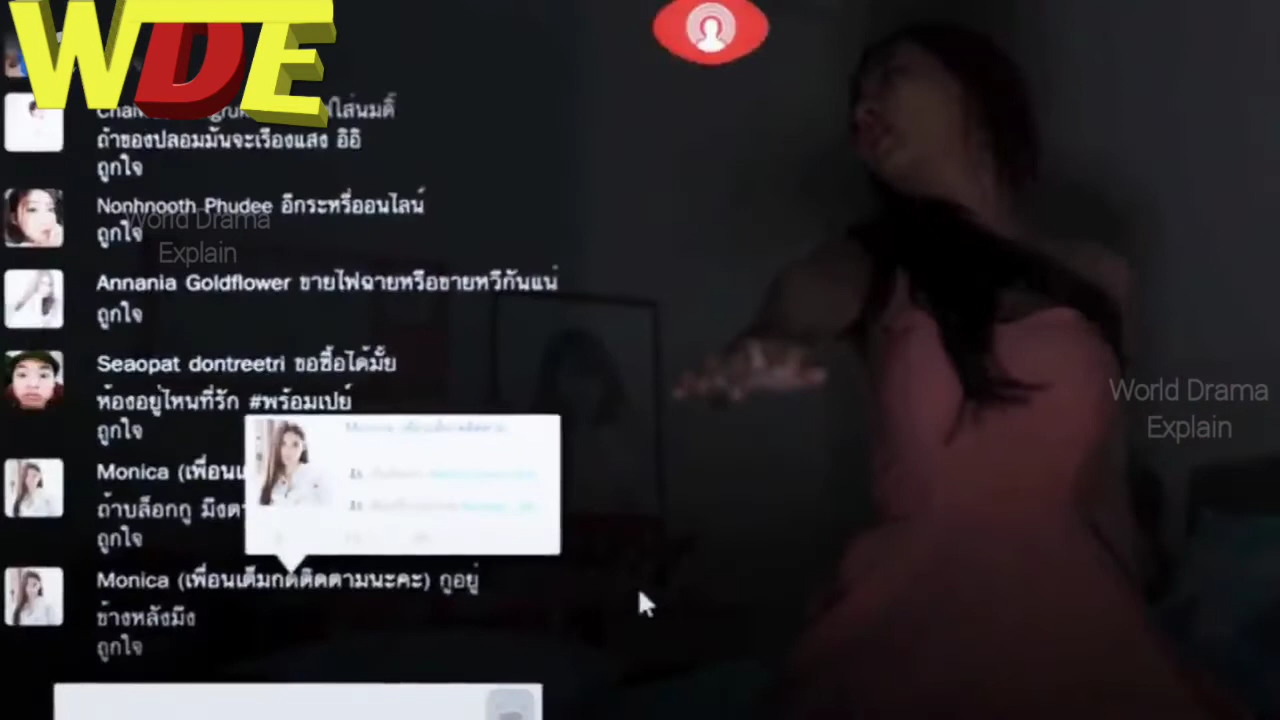 WDE
ใส่นมดิ๊
ถ้าของปลอมมันจะเรืองแสง อิอิ
ถูกใจ
Nonhnooth Phudee อีกระหรี่ออนไลน์
ถูกใจ
World Drama
Explain
Annania Goldflower ขายไฟฉายหรือขายหวีกันแน่
ถูกใจ
Seaopat dontreetri ขอซื้อได้มั้ย
ห้องอยู่ไหนที่รัก #พร้อมเปย์
ถูกใจ
Monica
ถ้าบล็อกกู
ถูกใจ
Monica (เพื่อนเต็มกดติดตามนะคะ) กูอยู่
ข้างหลังมึง
ถูกใจ
World Drama
Explain